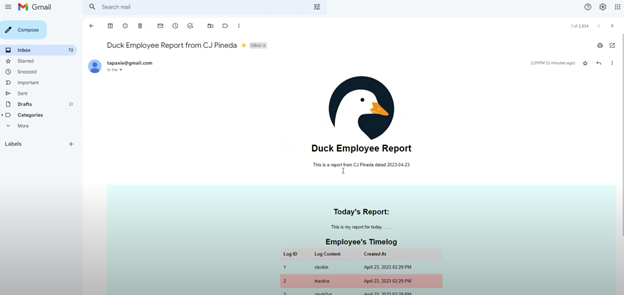 Gmail
Search mail
Compose
1 of 2,834
Inbox
Starred
Snoozed
Important
Sent
Drafts
Categories
More
Labels
Duck Employee Report from CJ Pineda
Inbox x
tapaxie@gmail.com
to me
2:29 PM (0 minutes ago)
Duck Employee Report
This is a report from CJ Pineda dated 2023-04-23
Today's Report:
This is my report for today ......
Employee's Timelog
Log ID Log Content Created At
1 clockIn April 23, 2023 02:29 PM
2 Inactive April 23, 2023 02:29 PM
3 clockOut April 23, 2023 02:29 PM